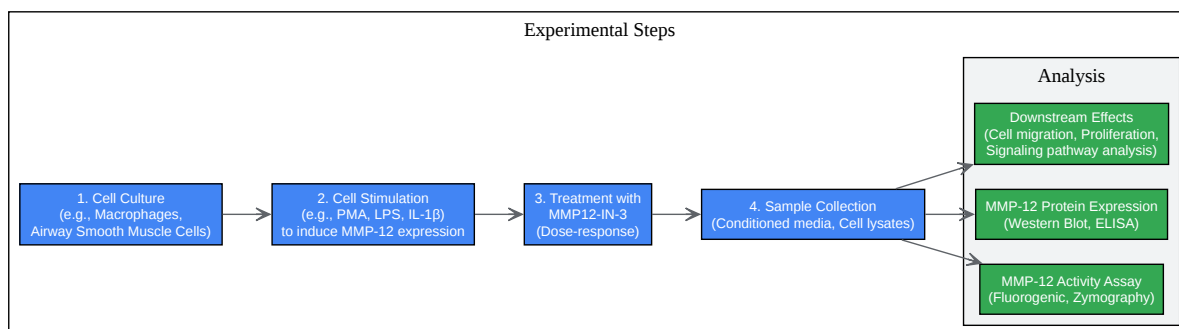 Experimental Steps
Analysis
1. Cell Culture
(e.g., Macrophages,
Airway Smooth Muscle Cells)
2. Cell Stimulation
(e.g., PMA, LPS, IL-1β)
to induce MMP-12 expression
3. Treatment with
MMP12-IN-3
(Dose-response)
4. Sample Collection
(Conditioned media, Cell lysates)
Downstream Effects
(Cell migration, Proliferation,
Signaling pathway analysis)
MMP-12 Protein Expression
(Western Blot, ELISA)
MMP-12 Activity Assay
(Fluorogenic, Zymography)